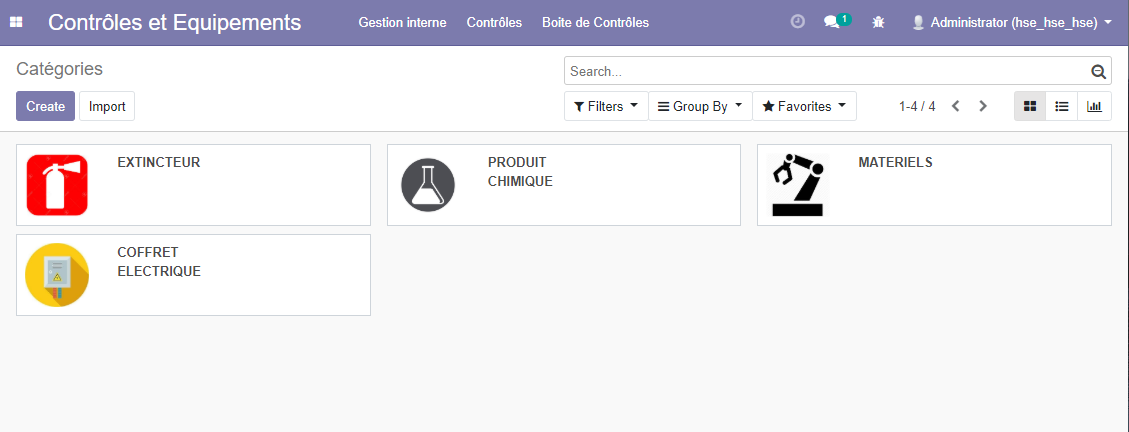 Contrôles et Equipements Gestion interne Contrôles Boite de Contrôles 1 Administrator (hse_hse_hse)
Catégories
Search...
Create Import
Filters Group By Favorites 1-4 / 4
EXTINCTEUR
PRODUIT
CHIMIQUE
MATERIELS
COFFRET
ELECTRIQUE